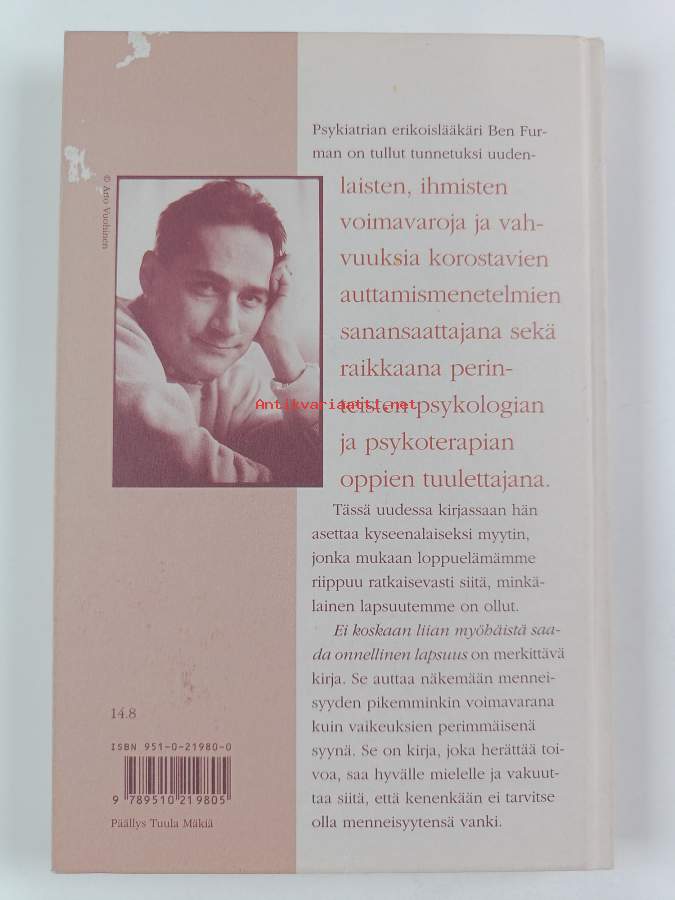 Psykiatrian erikoislääkäri Ben Fur-
man on tullut tunnetuksi uuden-
laisten, ihmisten
voimavaroja ja vah-
vuuksia korostavien
auttamismenetelmien
sanansaattajana sekä
raikkaana perin-
teisten psykologian
ja psykoterapian
oppien tuulettajana.
Tässä uudessa kirjassaan hän
asettaa kyseenalaiseksi myytin,
jonka mukaan loppuelämämme
riippuu ratkaisevasti siitä, minkä-
lainen lapsuutemme on ollut.
Ei koskaan liian myöhäistä saa-
da onnellinen lapsuus on merkittävä
kirja. Se auttaa näkemään mennei-
syyden pikemminkin voimavarana
kuin vaikeuksien perimmäisenä
syynä. Se on kirja, joka herättää toi-
voa, saa hyvälle mielelle ja vakuut-
taa siitä, että kenenkään ei tarvitse
olla menneisyytensä vanki.
© Arto Vuohinen
Antikvariaatti.net
14.8
ISBN 951-0-21980-0
9 789510 219805
Päällys Tuula Mäkiä